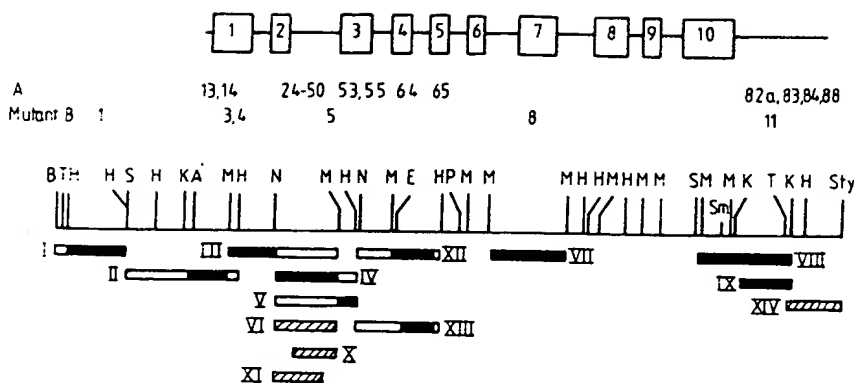 1 2 3 4 5 6 7 8 9 10
A 13,14 24-50 53,55 64 65 82a,83,84,88
Mutant B 1 3,4 5 8 11
B T H H S H K A M H N M H N M E H P M M M H H M H M M S M M K T K H Sty
Sm
I III XII VII VIII
II IV IX
V XIV
VI XIII
X
XI